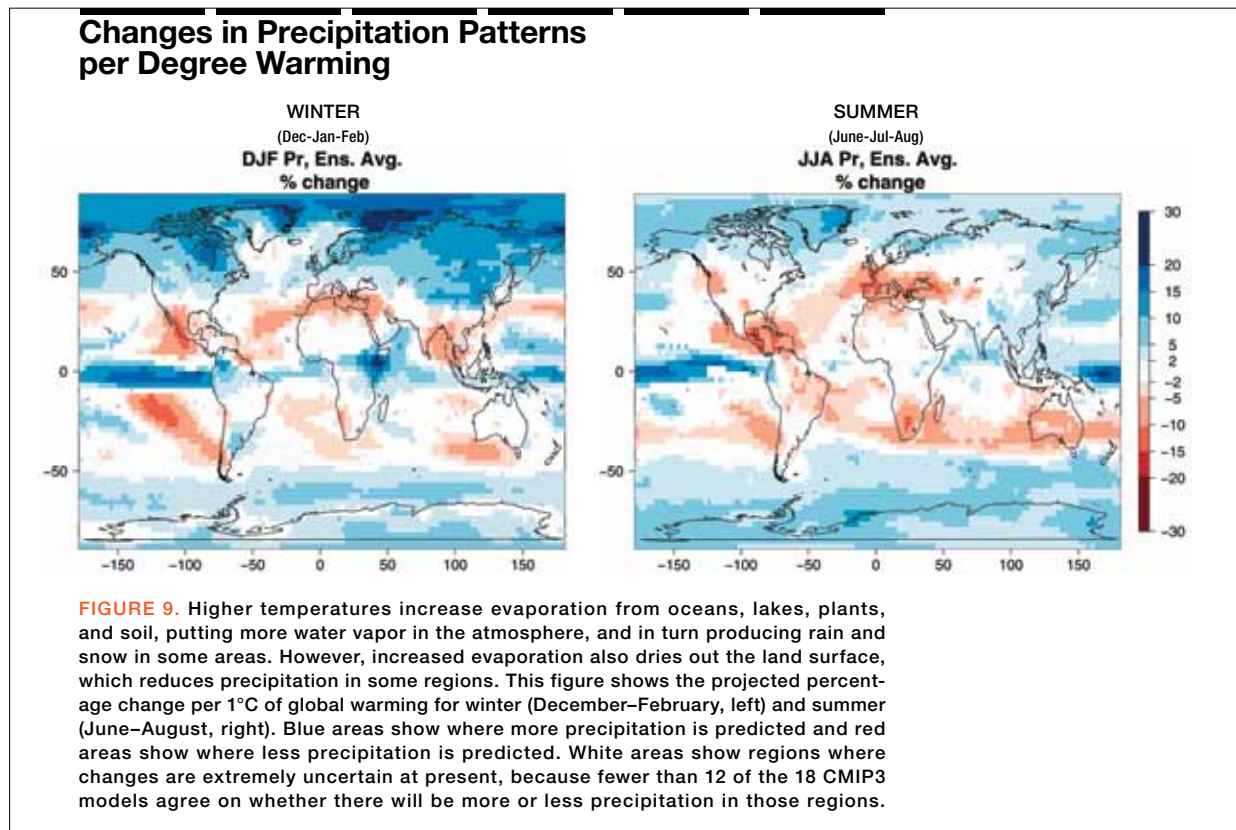 Changes in Precipitation Patterns
per Degree Warming
WINTER
(Dec-Jan-Feb)
DJF Pr, Ens. Avg.
% change
50
0
−50
−150 −100 −50 0 50 100 150
SUMMER
(June-Jul-Aug)
JJA Pr, Ens. Avg.
% change
50
0
−50
−150 −100 −50 0 50 100 150
30
20
15
10
5
2
−2
−5
−10
−15
−20
−30
FIGURE 9. Higher temperatures increase evaporation from oceans, lakes, plants,
and soil, putting more water vapor in the atmosphere, and in turn producing rain and
snow in some areas. However, increased evaporation also dries out the land surface,
which reduces precipitation in some regions. This figure shows the projected percent-
age change per 1°C of global warming for winter (December–February, left) and summer
(June–August, right). Blue areas show where more precipitation is predicted and red
areas show where less precipitation is predicted. White areas show regions where
changes are extremely uncertain at present, because fewer than 12 of the 18 CMIP3
models agree on whether there will be more or less precipitation in those regions.